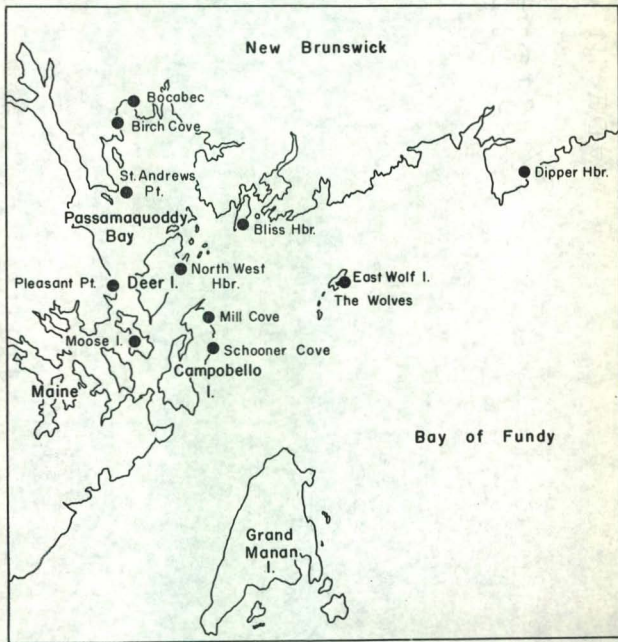 New Brunswick
Bocabec
Birch Cove
St. Andrews
Pt.
Dipper Hbr.
Passamaquoddy
Bay
Bliss Hbr.
North West
Hbr.
Pleasant Pt.
Deer I.
East Wolf I.
The Wolves
Mill Cove
Moose I.
Schooner Cove
Campobello
I.
Maine
Bay of Fundy
Grand
Manan
I.